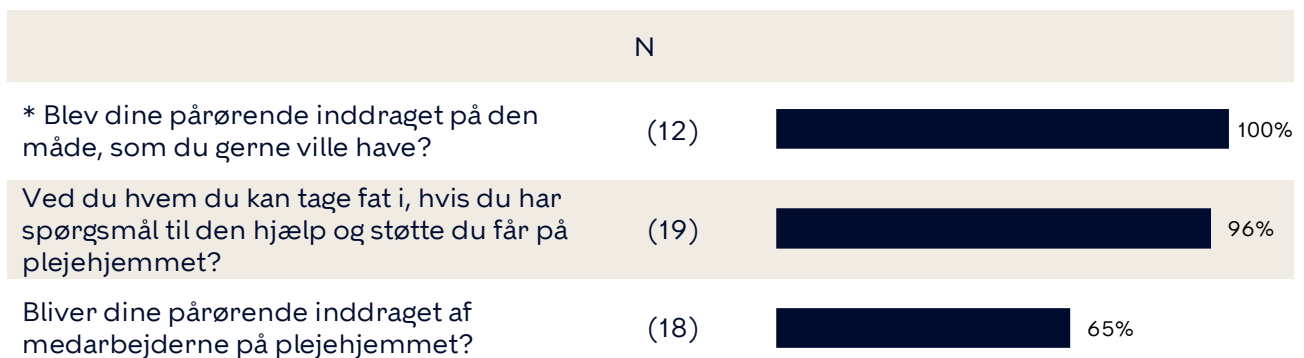 N
* Blev dine pårørende inddraget på den
måde, som du gerne ville have?
(12)
100%
Ved du hvem du kan tage fat i, hvis du har
spørgsmål til den hjælp og støtte du får på
plejehjemmet?
(19)
96%
Bliver dine pårørende inddraget af
medarbejderne på plejehjemmet?
(18)
65%